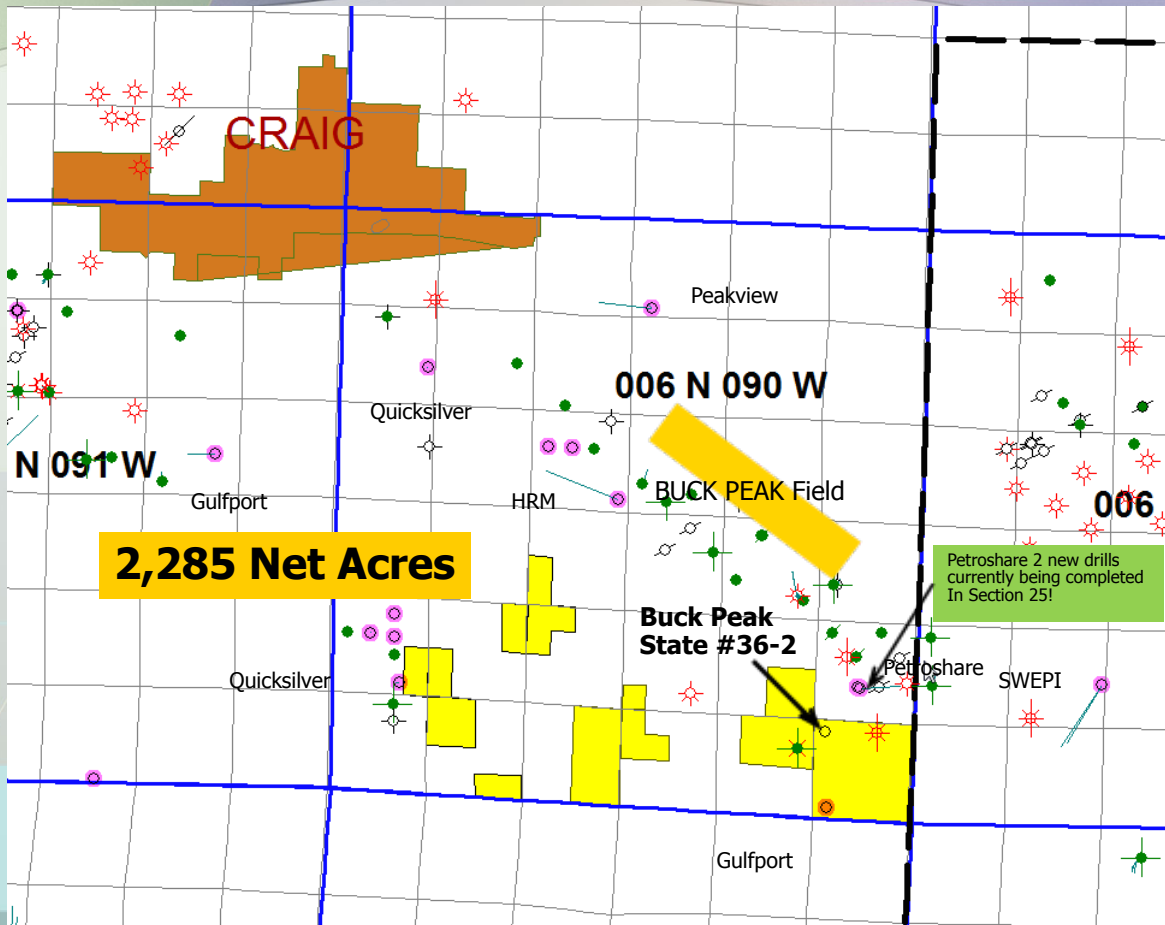 CRAIG
Peakview
006 N 090 W
Quicksilver
N 091 W
Gulfport
HRM
BUCK PEAK Field
006
2,285 Net Acres
Petroshare 2 new drills
currently being completed
In Section 25!
Buck Peak
State #36-2
Petroshare
Quicksilver
SWEPI
Gulfport